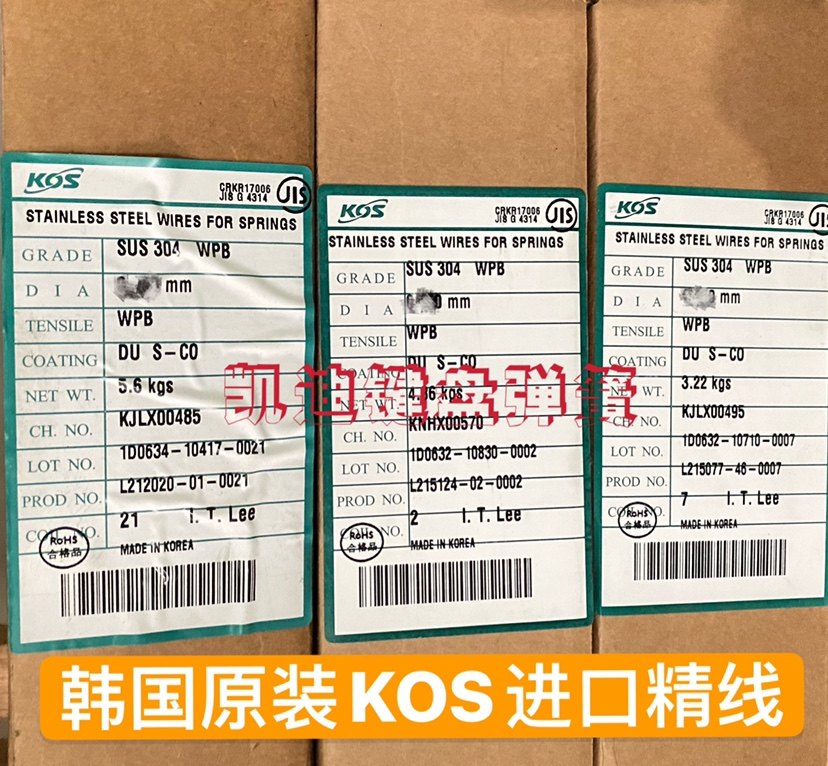 KOS
CRKR17006
JIS G 4314
JIS
STAINLESS STEEL WIRES FOR SPRINGS
GRADE SUS 304 WPB
DIA mm
TENSILE WPB
COATING DU S-CO
NET WT. 5.6 kgs
CH. NO. KJLX00485
LOT NO. 1D0634-10417-0021
PROD NO. L212020-01-0021
NO. 21 I. T. Lee
RoHS
合格品
MADE IN KOREA
KOS
CRKR17006
JIS G 4314
JIS
STAINLESS STEEL WIRES FOR SPRINGS
GRADE SUS 304 WPB
DIA mm
TENSILE WPB
COATING DU S-CO
NET WT. kgs
CH. NO. KNHX00570
LOT NO. 1D0632-10830-0002
PROD NO. L215124-02-0002
NO. 2 I. T. Lee
RoHS
合格品
MADE IN KOREA
KOS
CRKR17006
JIS G 4314
STAINLESS STEEL WIRES FOR SPRINGS
GRADE SUS 304 WPB
DIA mm
TENSILE WPB
COATING DU S-CO
NET WT. 3.22 kgs
CH. NO. KJLX00495
LOT NO. 1D0632-10710-0007
PROD NO. L215077-46-0007
NO. 7 I. T. Lee
RoHS
合格品
MADE IN KOREA
凯迪键盘弹簧
韩国原装KOS进口精线